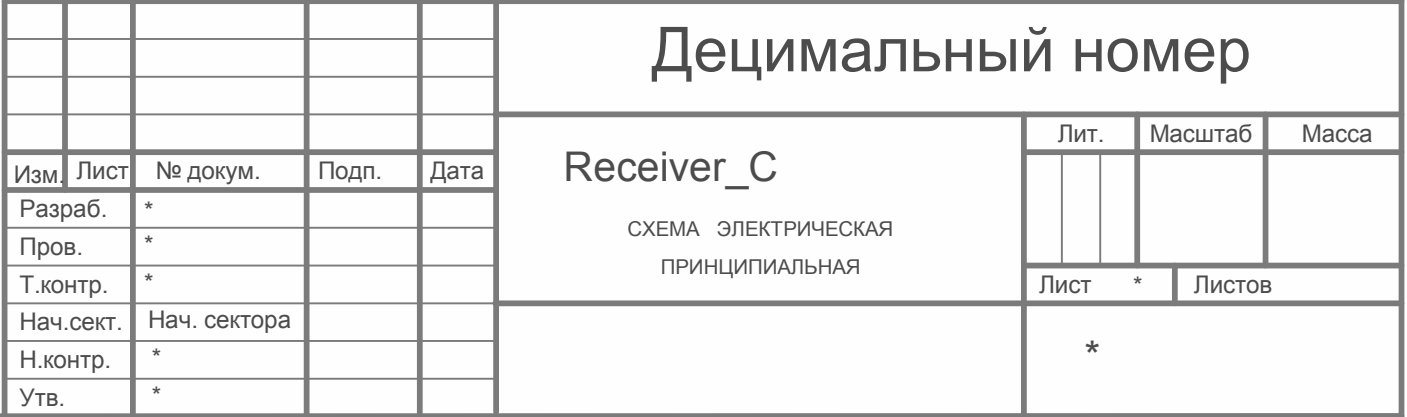 Децимальный номер
Лит. Масштаб Масса
Receiver_C
Изм. Лист № докум. Подп. Дата
Разраб. *
СХЕМА ЭЛЕКТРИЧЕСКАЯ
Пров. *
ПРИНЦИПИАЛЬНАЯ
Т.контр. *
Лист * Листов
Нач.сект. Нач. сектора
Н.контр. *
*
Утв. *